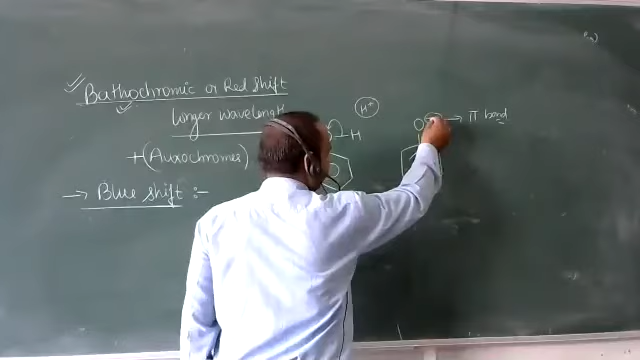 Bathochromic or Red shift
longer wavelength
+(Auxochromes)
→ Blue shift :-
H+
-H
O → π bond